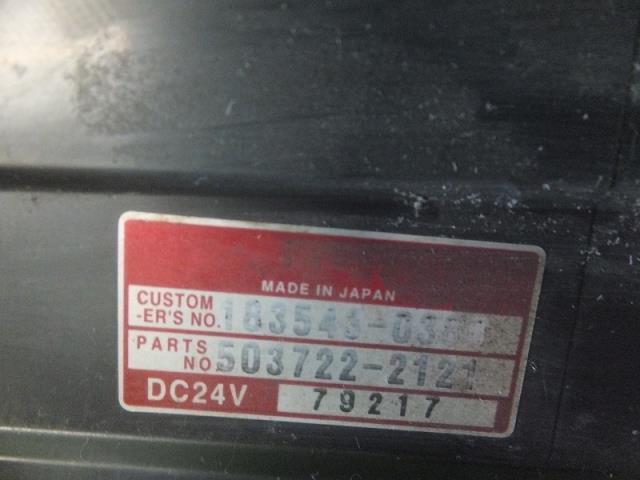 MADE IN JAPAN
CUSTOM
-ER'S NO.
PARTS
NO 503722-2121
DC24V 79217